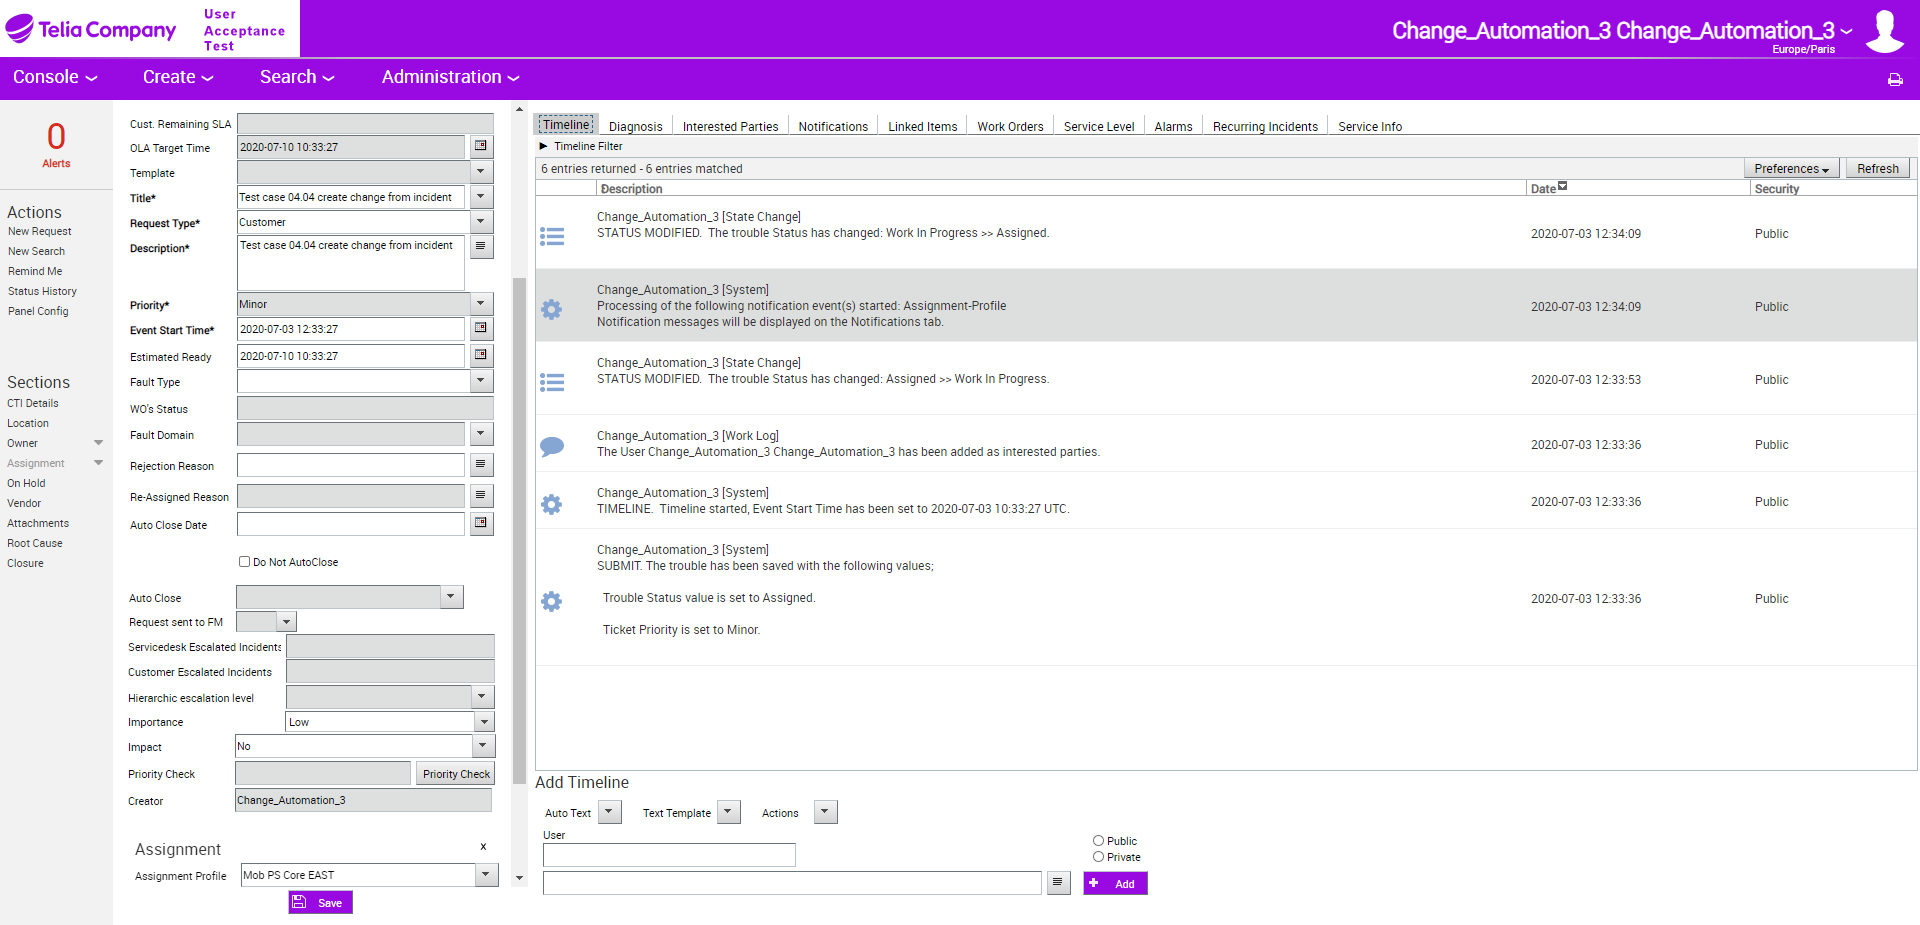 Telia Company
User
Acceptance
Test
Change_Automation_3 Change_Automation_3
Europe/Paris
Console
Create
Search
Administration
0
Alerts
Actions
New Request
New Search
Remind Me
Status History
Panel Config
Sections
CTI Details
Location
Owner
Assignment
On Hold
Vendor
Attachments
Root Cause
Closure
Cust. Remaining SLA
OLA Target Time 2020-07-10 10:33:27
Template
Title* Test case 04.04 create change from incident
Request Type* Customer
Description* Test case 04.04 create change from incident
Priority* Minor
Event Start Time* 2020-07-03 12:33:27
Estimated Ready 2020-07-10 10:33:27
Fault Type
WO's Status
Fault Domain
Rejection Reason
Re-Assigned Reason
Auto Close Date
Do Not AutoClose
Auto Close
Request sent to FM
Servicedesk Escalated Incidents
Customer Escalated Incidents
Hierarchic escalation level
Importance Low
Impact No
Priority Check Priority Check
Creator Change_Automation_3
Assignment x
Assignment Profile Mob PS Core EAST
Save
Timeline Diagnosis Interested Parties Notifications Linked Items Work Orders Service Level Alarms Recurring Incidents Service Info
Timeline Filter
6 entries returned - 6 entries matched Preferences Refresh
Description Date Security
Change_Automation_3 [State Change]
STATUS MODIFIED. The trouble Status has changed: Work In Progress >> Assigned. 2020-07-03 12:34:09 Public
Change_Automation_3 [System]
Processing of the following notification event(s) started: Assignment-Profile 2020-07-03 12:34:09 Public
Notification messages will be displayed on the Notifications tab.
Change_Automation_3 [State Change]
STATUS MODIFIED. The trouble Status has changed: Assigned >> Work In Progress. 2020-07-03 12:33:53 Public
Change_Automation_3 [Work Log]
The User Change_Automation_3 Change_Automation_3 has been added as interested parties. 2020-07-03 12:33:36 Public
Change_Automation_3 [System]
TIMELINE. Timeline started, Event Start Time has been set to 2020-07-03 10:33:27 UTC. 2020-07-03 12:33:36 Public
Change_Automation_3 [System]
SUBMIT. The trouble has been saved with the following values;
Trouble Status value is set to Assigned. 2020-07-03 12:33:36 Public
Ticket Priority is set to Minor.
Add Timeline
Auto Text Text Template Actions
User
Public
Private
Add